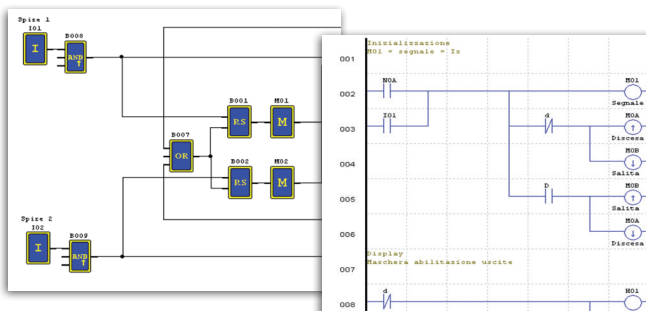 Spire 1
I01
I
B008
AND↑
B001
RS
M01
M
B007
OR
B002
RS
M02
M
Spire 2
I02
I
B009
AND↑
001
Inizializzazione
M01 = segnale = Ix
002
N0A
M01
Segnale
003
I01
d
M0A
↑
Discesa
004
M0B
↓
Salita
005
D
M0B
↑
Salita
006
M0A
↓
Discesa
007
Display
Maschera abilitazione uscite
008
d
M01